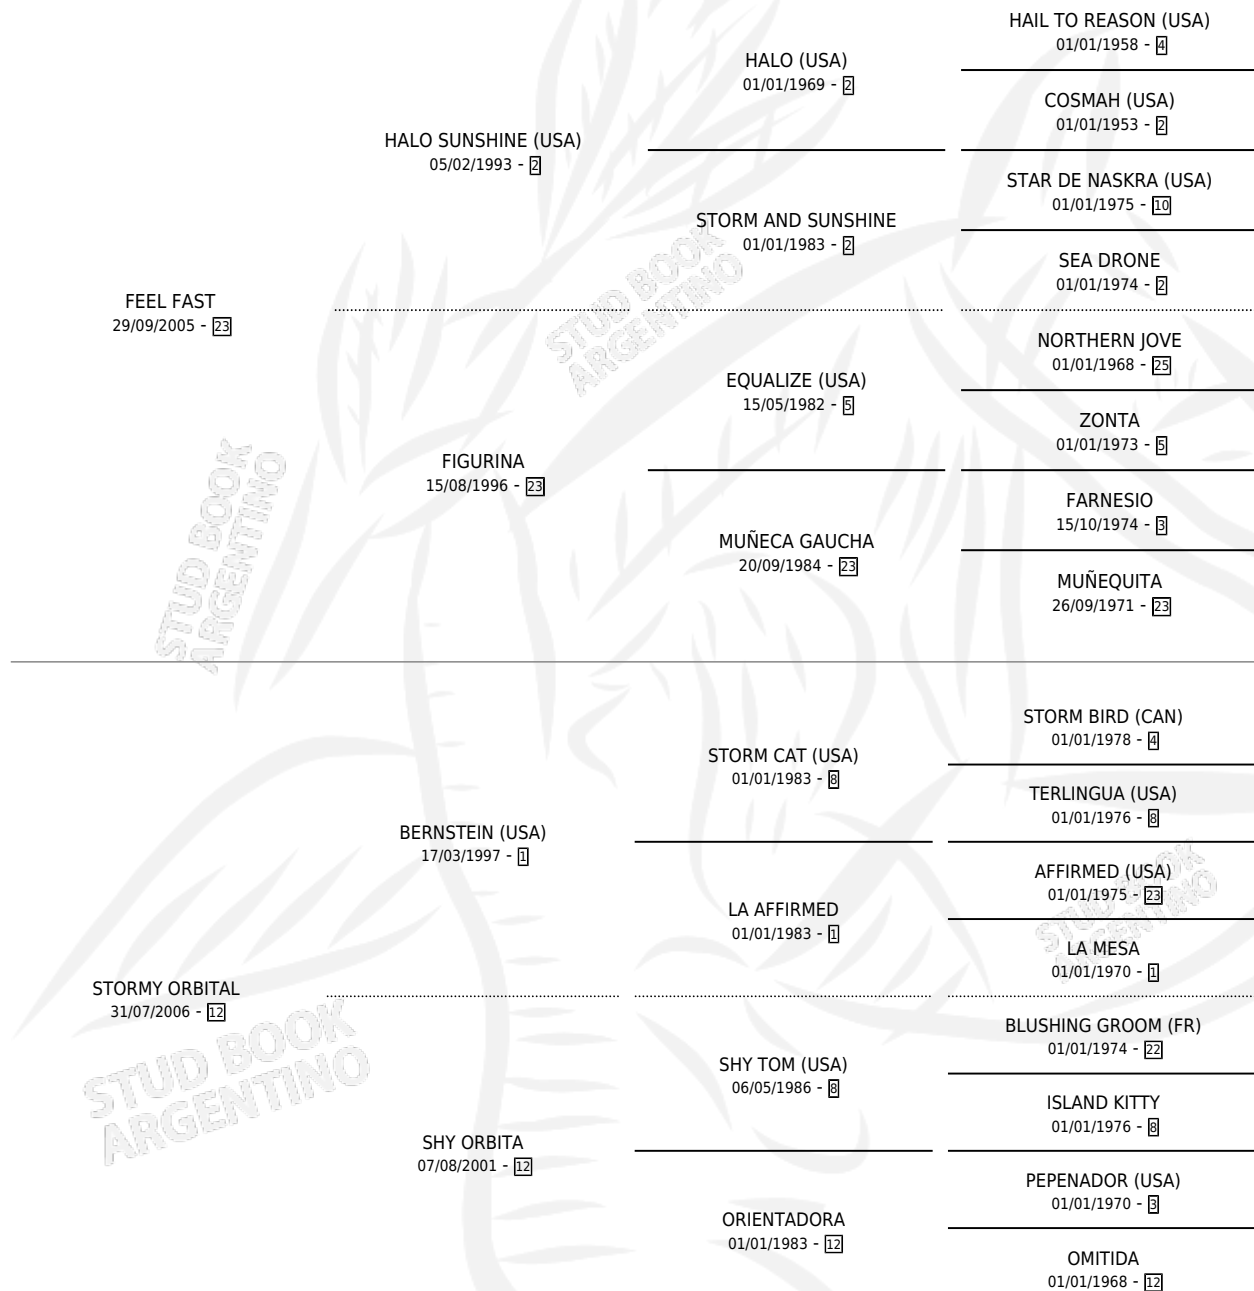 HAIL TO REASON (USA)
01/01/1958 - 4
HALO (USA)
01/01/1969 - 2
COSMAH (USA)
01/01/1953 - 2
HALO SUNSHINE (USA)
05/02/1993 - 2
STAR DE NASKRA (USA)
01/01/1975 - 10
STORM AND SUNSHINE
01/01/1983 - 2
SEA DRONE
01/01/1974 - 2
FEEL FAST
29/09/2005 - 23
NORTHERN JOVE
01/01/1968 - 25
EQUALIZE (USA)
15/05/1982 - 5
ZONTA
01/01/1973 - 5
FIGURINA
15/08/1996 - 23
FARNESIO
15/10/1974 - 3
MUÑECA GAUCHA
20/09/1984 - 23
MUÑEQUITA
26/09/1971 - 23
STUD BOOK
ARGENTINO
STUD BOOK
ARGENTINO
STORM BIRD (CAN)
01/01/1978 - 4
STORM CAT (USA)
01/01/1983 - 8
TERLINGUA (USA)
01/01/1976 - 8
BERNSTEIN (USA)
17/03/1997 - 1
AFFIRMED (USA)
01/01/1975 - 23
LA AFFIRMED
01/01/1983 - 1
LA MESA
01/01/1970 - 1
STUD BOOK
ARGENTINO
STORMY ORBITAL
31/07/2006 - 12
BLUSHING GROOM (FR)
01/01/1974 - 22
SHY TOM (USA)
06/05/1986 - 8
ISLAND KITTY
01/01/1976 - 8
STUD BOOK
ARGENTINO
SHY ORBITA
07/08/2001 - 12
PEPENADOR (USA)
01/01/1970 - 3
ORIENTADORA
01/01/1983 - 12
OMITIDA
01/01/1968 - 12